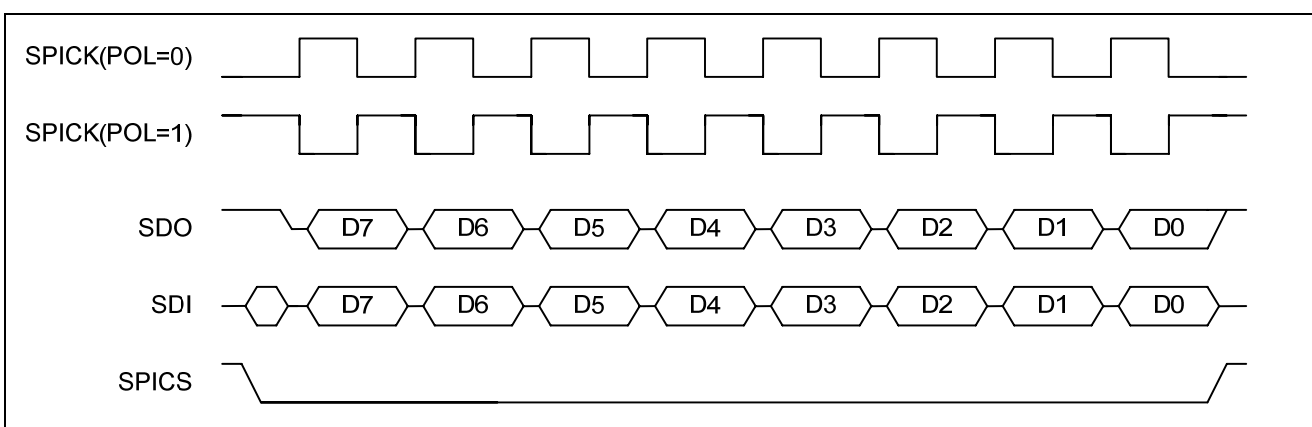 SPICK(POL=0)
SPICK(POL=1)
SDO D7 D6 D5 D4 D3 D2 D1 D0
SDI D7 D6 D5 D4 D3 D2 D1 D0
SPICS